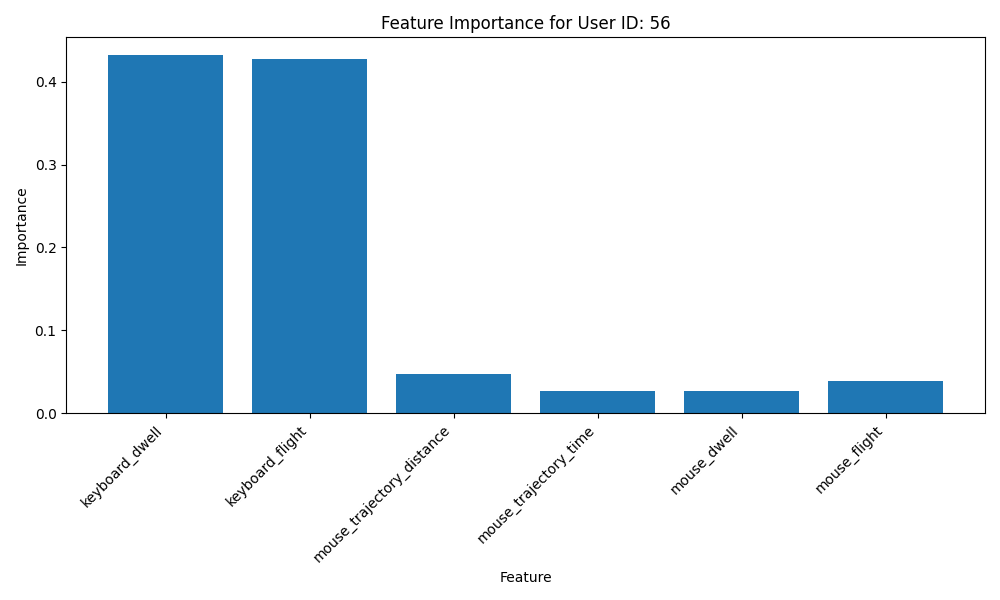 Feature Importance for User ID: 56
Importance
0.4
0.3
0.2
0.1
0.0
keyboard_dwell
keyboard_flight
mouse_trajectory_distance
mouse_trajectory_time
mouse_dwell
mouse_flight
Feature